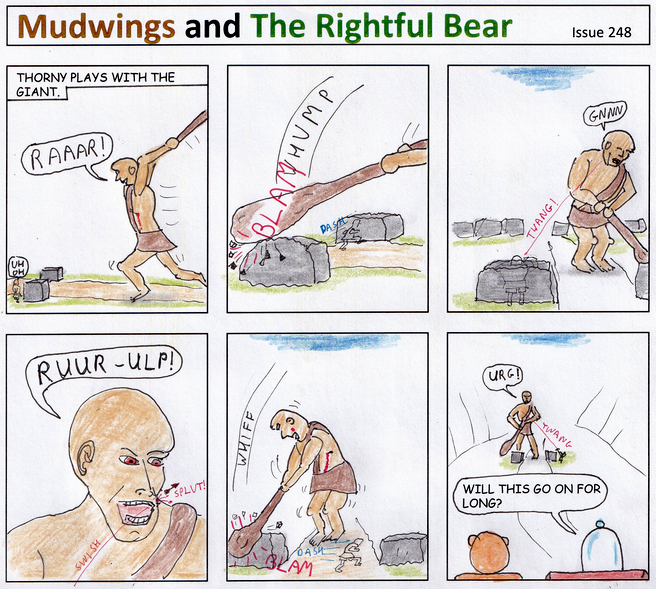 Mudwings and The Rightful Bear
Issue 248
THORNY PLAYS WITH THE
GIANT.
RAAAR!
UH
OH
WHUMP
BLAM
DASH
GNNN
TWANG!
RUUR-ULP!
SPLUT!
SWISH
WHIFF
DASH
BLAM
URG!
TWANG
WILL THIS GO ON FOR
LONG?